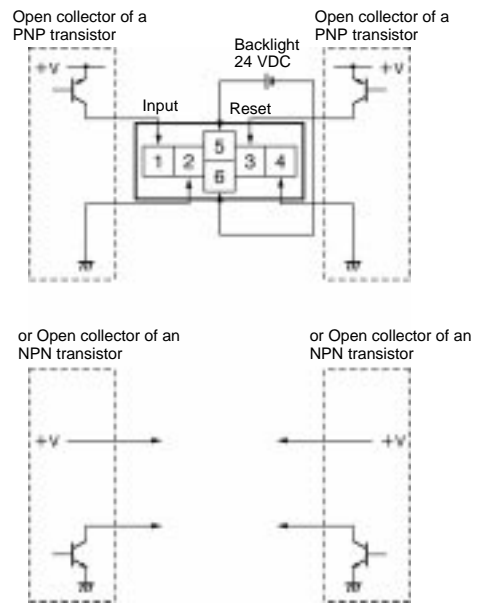 Open collector of a
PNP transistor
Open collector of a
PNP transistor
Backlight
24 VDC
+V
+V
Input
Reset
1
2
5
6
3
4
or Open collector of an
NPN transistor
or Open collector of an
NPN transistor
+V
+V